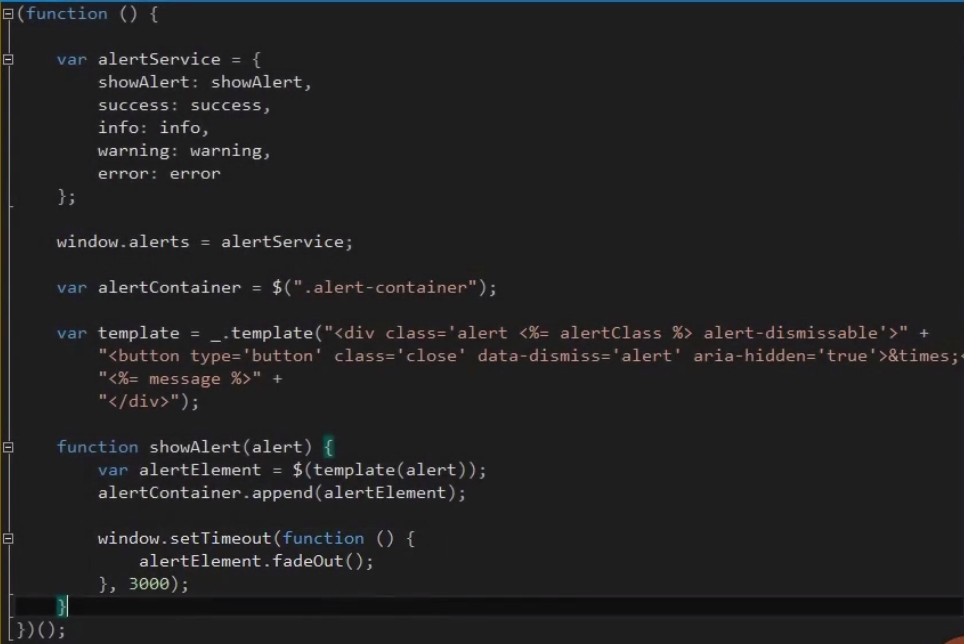 (function () {
var alertService = {
showAlert: showAlert,
success: success,
info: info,
warning: warning,
error: error
};
window.alerts = alertService;
var alertContainer = $(".alert-container");
var template = _.template("<div class='alert <%= alertClass %> alert-dismissable'>" +
"<button type='button' class='close' data-dismiss='alert' aria-hidden='true'>&times;<
"<%= message %>" +
"</div>");
function showAlert(alert) {
var alertElement = $(template(alert));
alertContainer.append(alertElement);
window.setTimeout(function () {
alertElement.fadeOut();
}, 3000);
}
})();